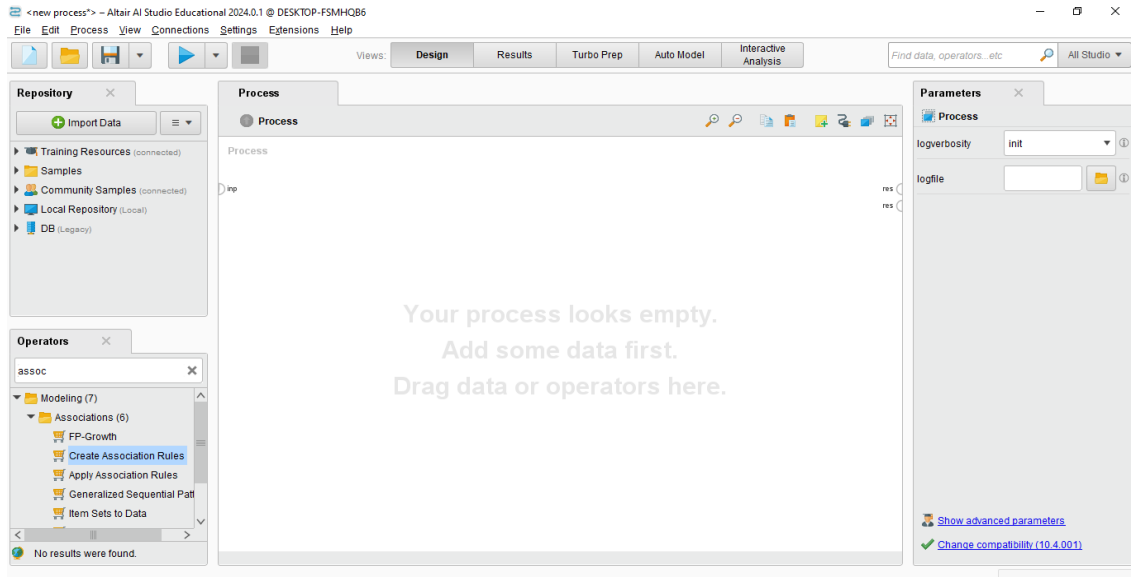 <new process*> – Altair AI Studio Educational 2024.0.1 @ DESKTOP-FSMHQB6
File Edit Process View Connections Settings Extensions Help
Views: Design Results Turbo Prep Auto Model Interactive Analysis Find data, operators...etc All Studio
Repository
Import Data
Training Resources (connected)
Samples
Community Samples (connected)
Local Repository (Local)
DB (Legacy)
Operators
assoc
Modeling (7)
Associations (6)
FP-Growth
Create Association Rules
Apply Association Rules
Generalized Sequential Patt
Item Sets to Data
No results were found.
Process
Process
Process
inp
res
res
Your process looks empty.
Add some data first.
Drag data or operators here.
Parameters
Process
logverbosity init
logfile
Show advanced parameters
Change compatibility (10.4.001)